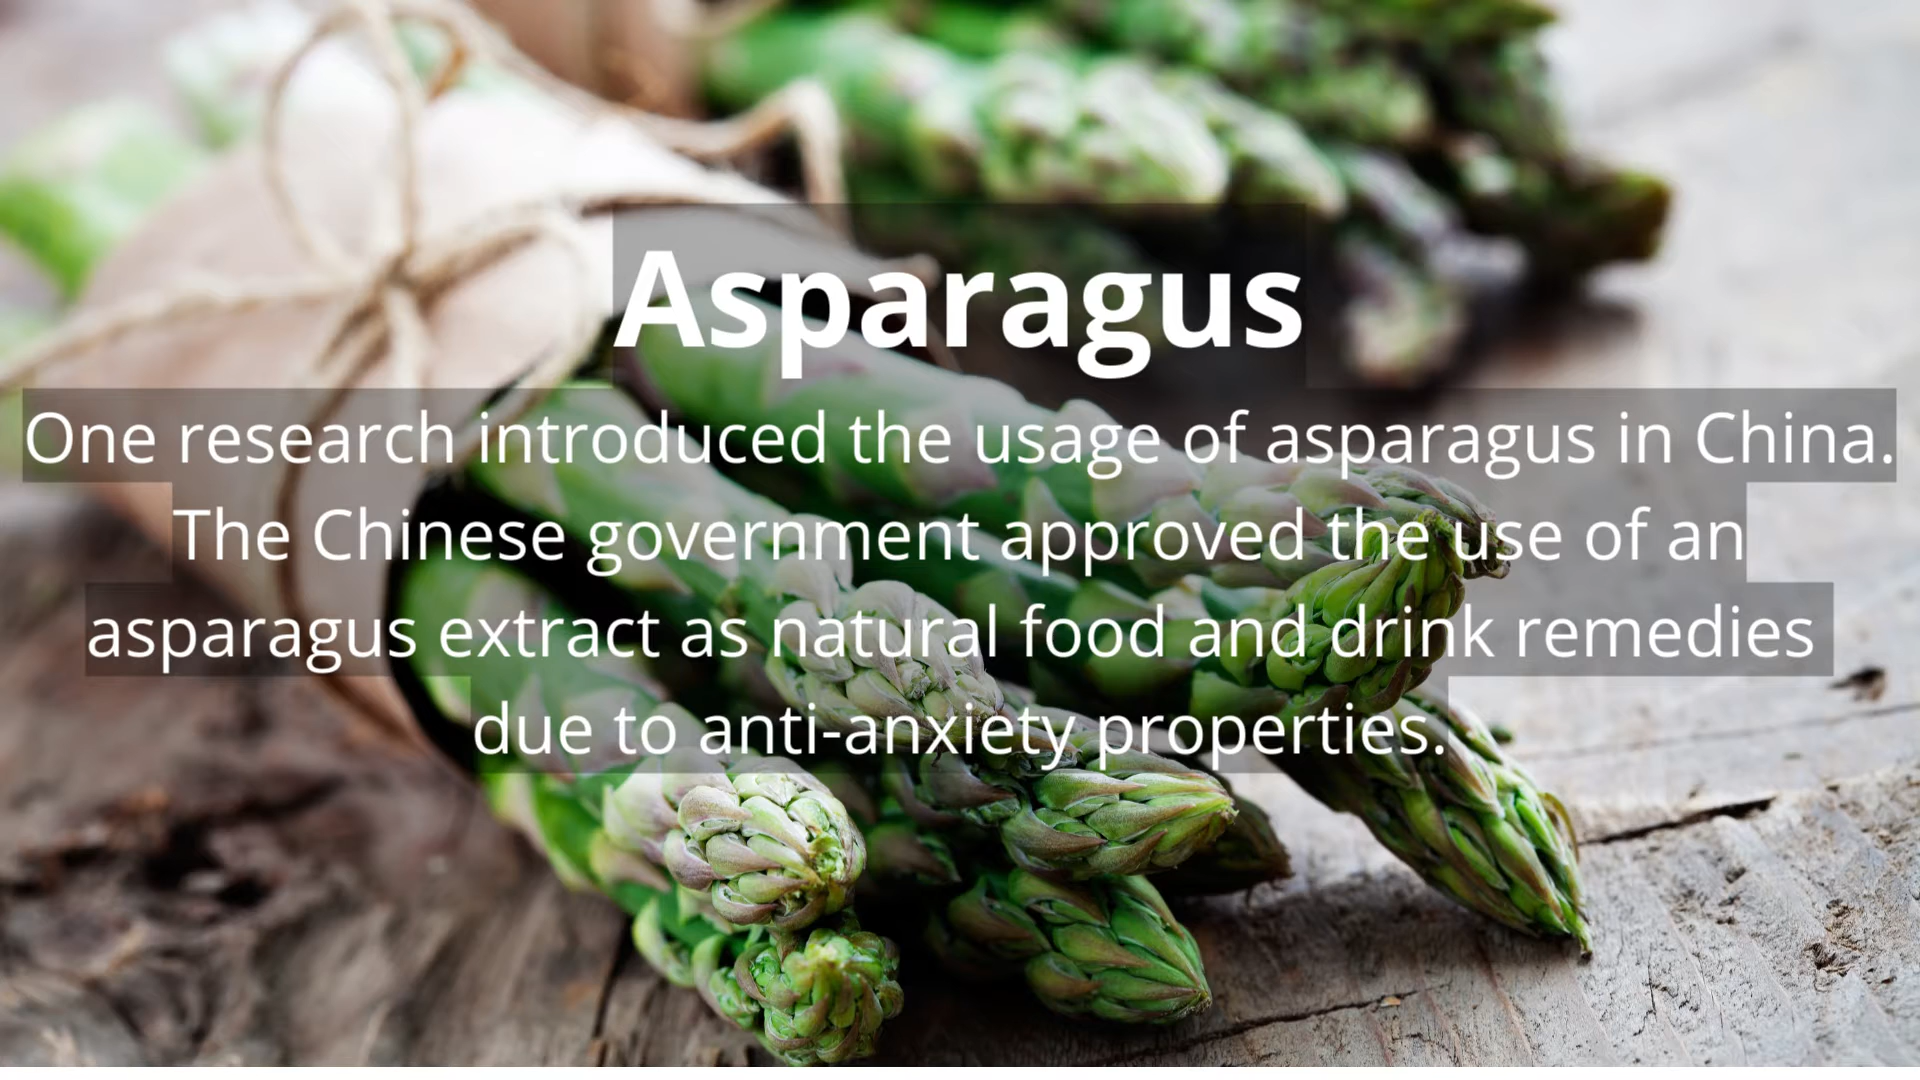 Asparagus
One research introduced the usage of asparagus in China.
The Chinese government approved the use of an
asparagus extract as natural food and drink remedies
due to anti-anxiety properties.